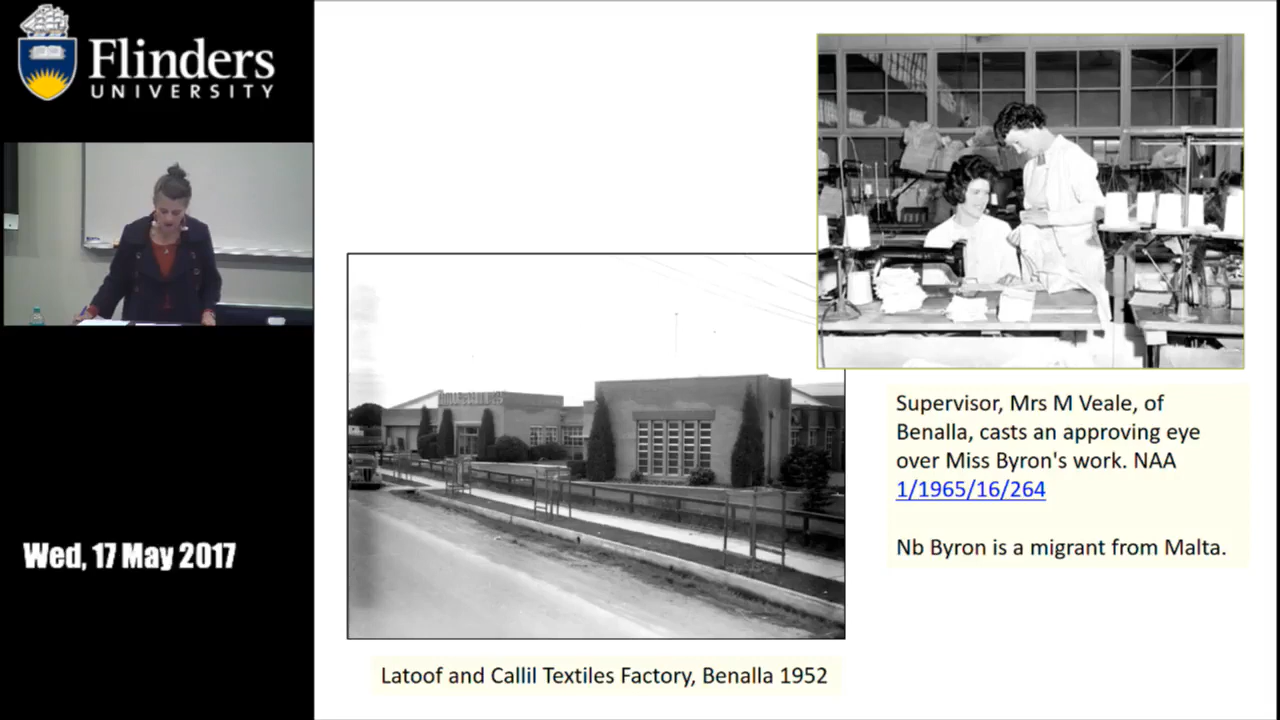 Flinders
UNIVERSITY
Wed, 17 May 2017
Supervisor, Mrs M Veale, of
Benalla, casts an approving eye
over Miss Byron's work. NAA
1/1965/16/264
Nb Byron is a migrant from Malta.
Latoof and Callil Textiles Factory, Benalla 1952